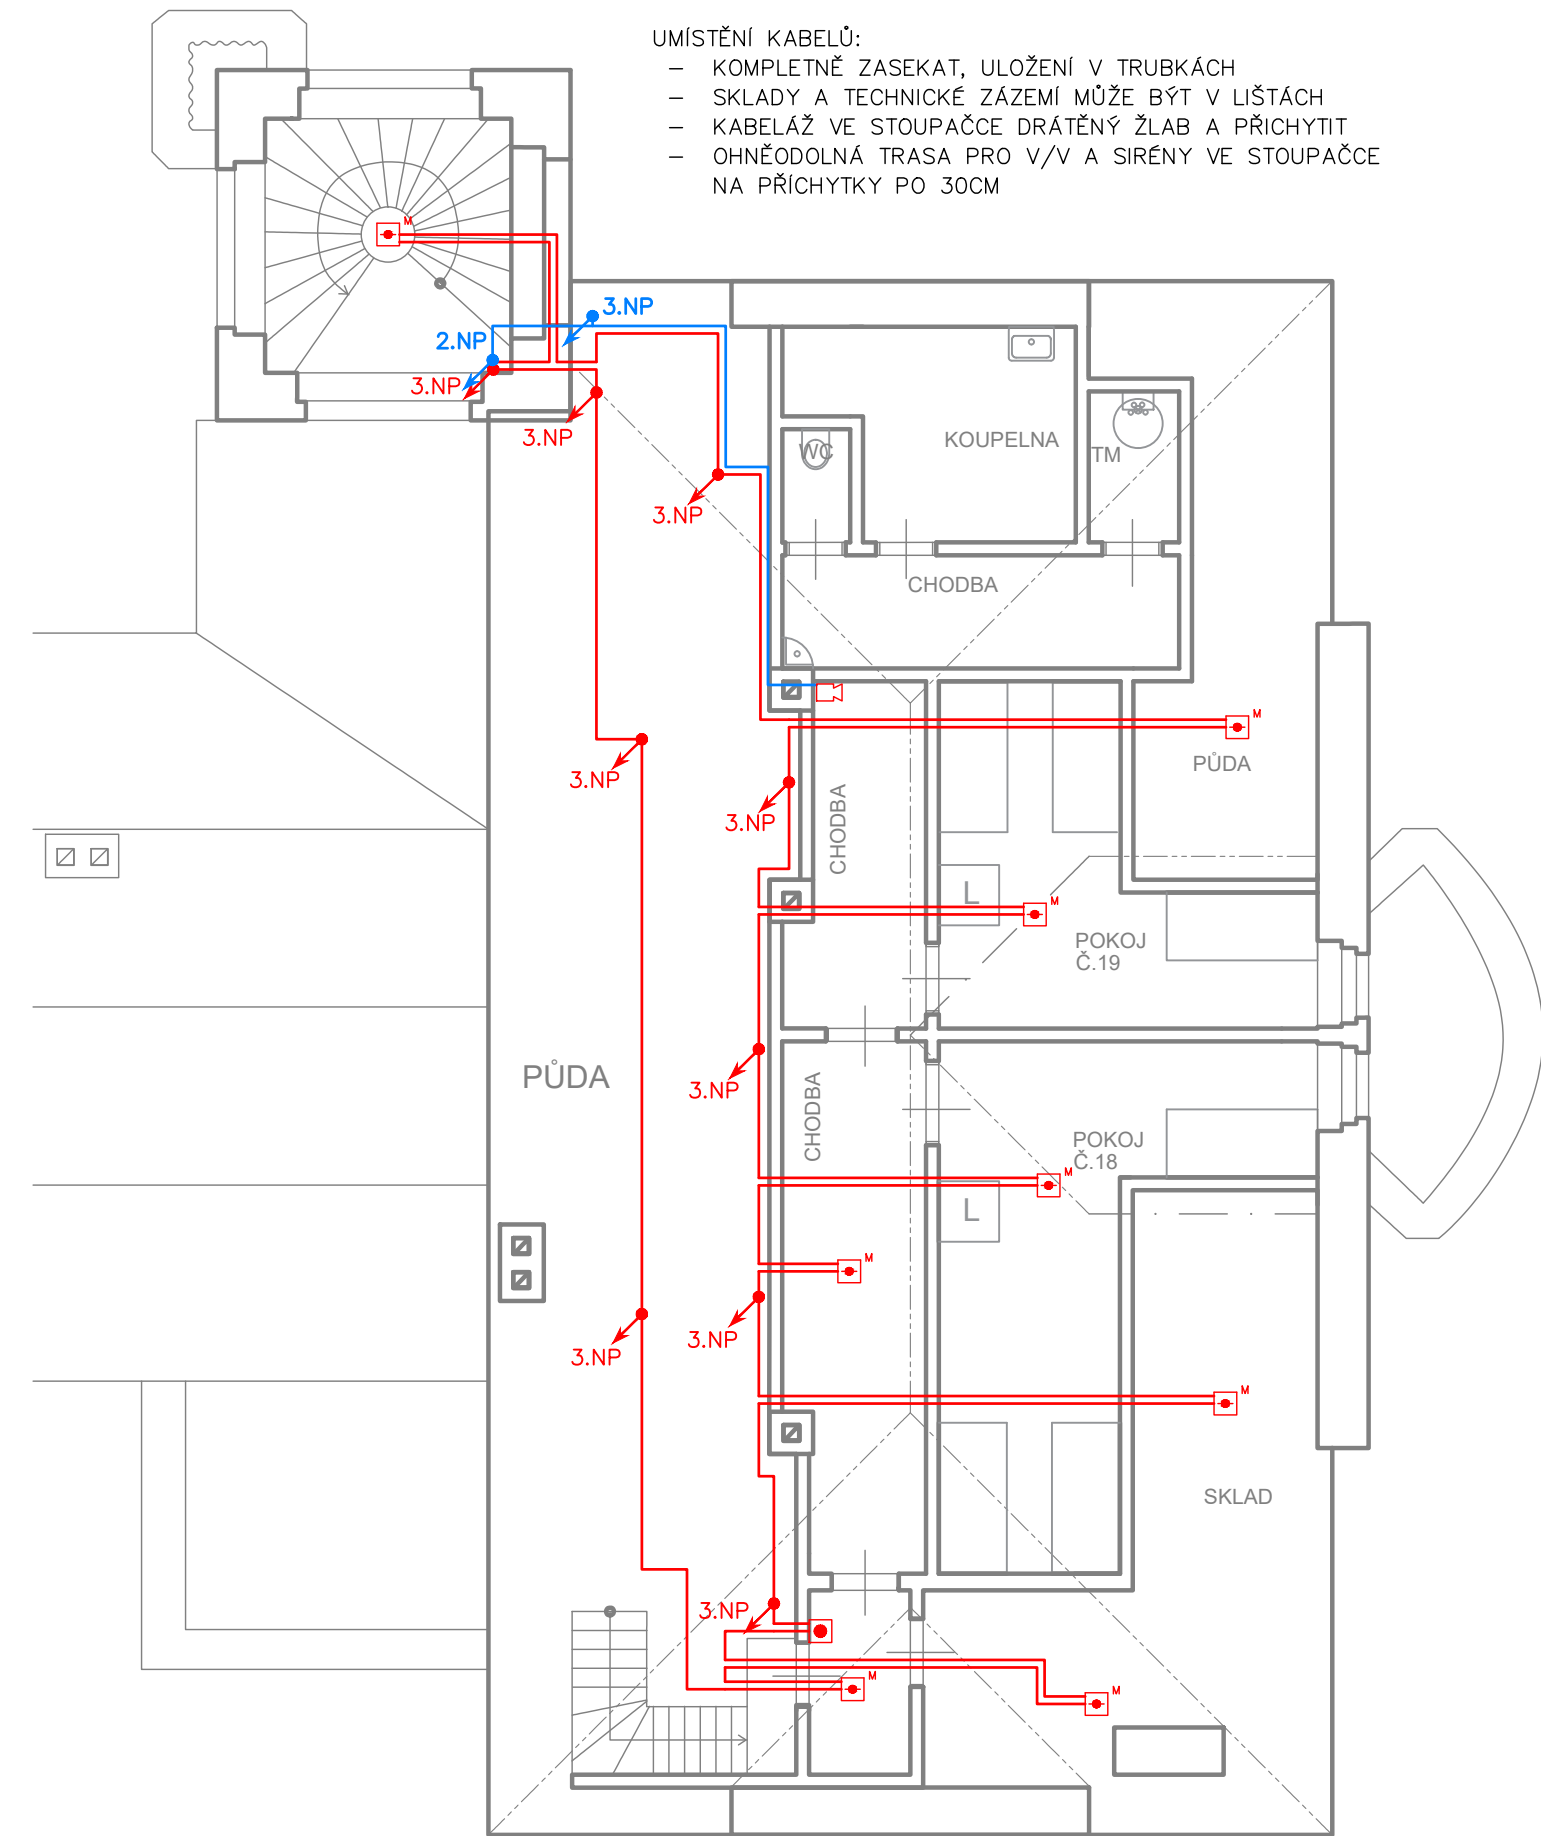 UMÍSTĚNÍ KABELŮ:
– KOMPLETNĚ ZASEKAT, ULOŽENÍ V TRUBKÁCH
– SKLADY A TECHNICKÉ ZÁZEMÍ MŮŽE BÝT V LIŠTÁCH
– KABELÁŽ VE STOUPAČCE DRÁTĚNÝ ŽLAB A PŘICHYTIT
– OHNĚODOLNÁ TRASA PRO V/V A SIRÉNY VE STOUPAČCE
NA PŘÍCHYTKY PO 30CM
M
3.NP
2.NP
3.NP
3.NP
KOUPELNA
WC
TM
3.NP
CHODBA
M
PŮDA
3.NP
3.NP
CHODBA
L
M
POKOJ
Č.19
PŮDA
3.NP
CHODBA
POKOJ
Č.18
M
L
M
3.NP
3.NP
M
SKLAD
3.NP
M
M